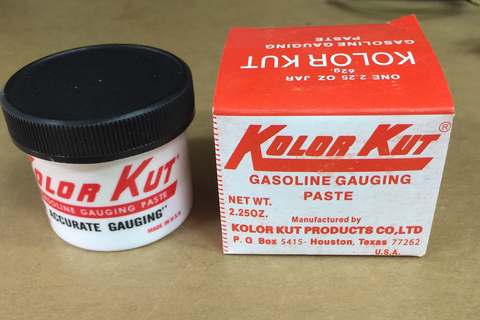 KOLOR KUT
GASOLINE GAUGING PASTE
ACCURATE GAUGING"
MADE IN U.S.A.
ONE 2.25 OZ JAR
62g.
KOLOR KUT
GASOLINE GAUGING
PASTE
KOLOR KUT®
GASOLINE GAUGING
PASTE
NET WT.
2.25OZ.
Manufactured by
KOLOR KUT PRODUCTS CO,LTD
P. O Box 5415- Houston, Texas 77262
U.S.A.